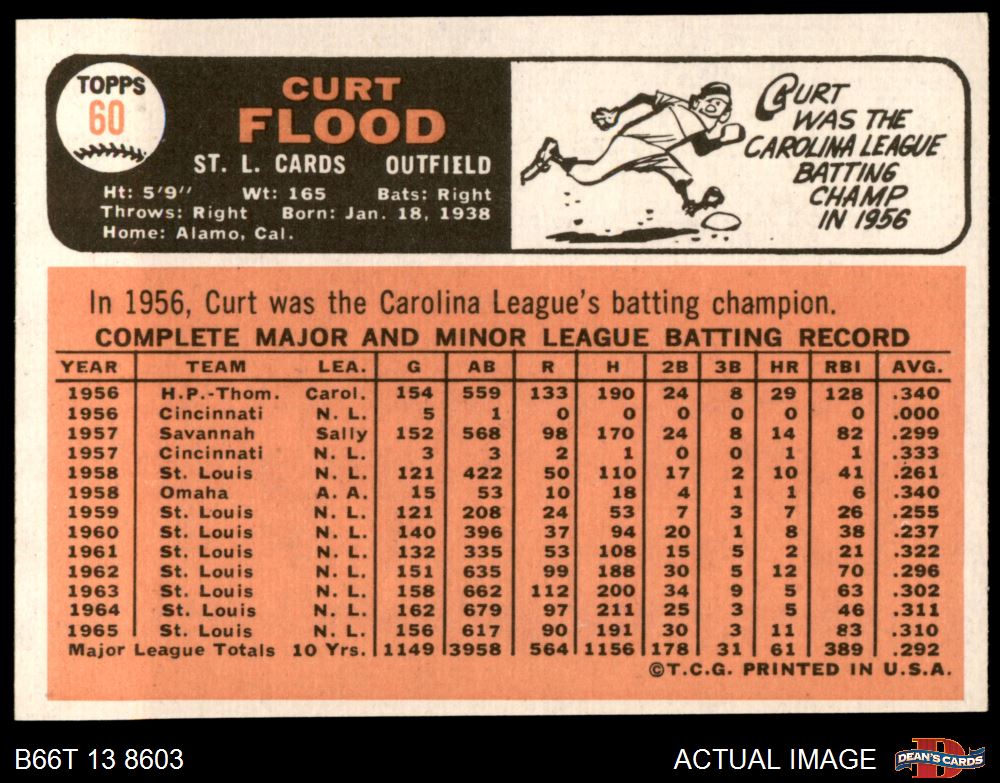 TOPPS
60
CURT
FLOOD
ST. L. CARDS OUTFIELD
Ht: 5'9" Wt: 165 Bats: Right
Throws: Right Born: Jan. 18, 1938
Home: Alamo, Cal.
CURT
WAS THE
CAROLINA LEAGUE
BATTING
CHAMP
IN 1956
In 1956, Curt was the Carolina League's batting champion.
COMPLETE MAJOR AND MINOR LEAGUE BATTING RECORD
YEAR TEAM LEA. G AB R H 2B 3B HR RBI AVG.
1956 H.P.-Thom. Carol. 154 559 133 190 24 8 29 128 .340
1956 Cincinnati N. L. 5 1 0 0 0 0 0 0 .000
1957 Savannah Sally 152 568 98 170 24 8 14 82 .299
1957 Cincinnati N. L. 3 3 2 1 0 0 1 1 .333
1958 St. Louis N. L. 121 422 50 110 17 2 10 41 .261
1958 Omaha A. A. 15 53 10 18 4 1 1 6 .340
1959 St. Louis N. L. 121 208 24 53 7 3 7 26 .255
1960 St. Louis N. L. 140 396 37 94 20 1 8 38 .237
1961 St. Louis N. L. 132 335 53 108 15 5 2 21 .322
1962 St. Louis N. L. 151 635 99 188 30 5 12 70 .296
1963 St. Louis N. L. 158 662 112 200 34 9 5 63 .302
1964 St. Louis N. L. 162 679 97 211 25 3 5 46 .311
1965 St. Louis N. L. 156 617 90 191 30 3 11 83 .310
Major League Totals 10 Yrs. 1149 3958 564 1156 178 31 61 389 .292
©T.C.G. PRINTED IN U.S.A.
B66T 13 8603
ACTUAL IMAGE
D
DEAN'S CARDS